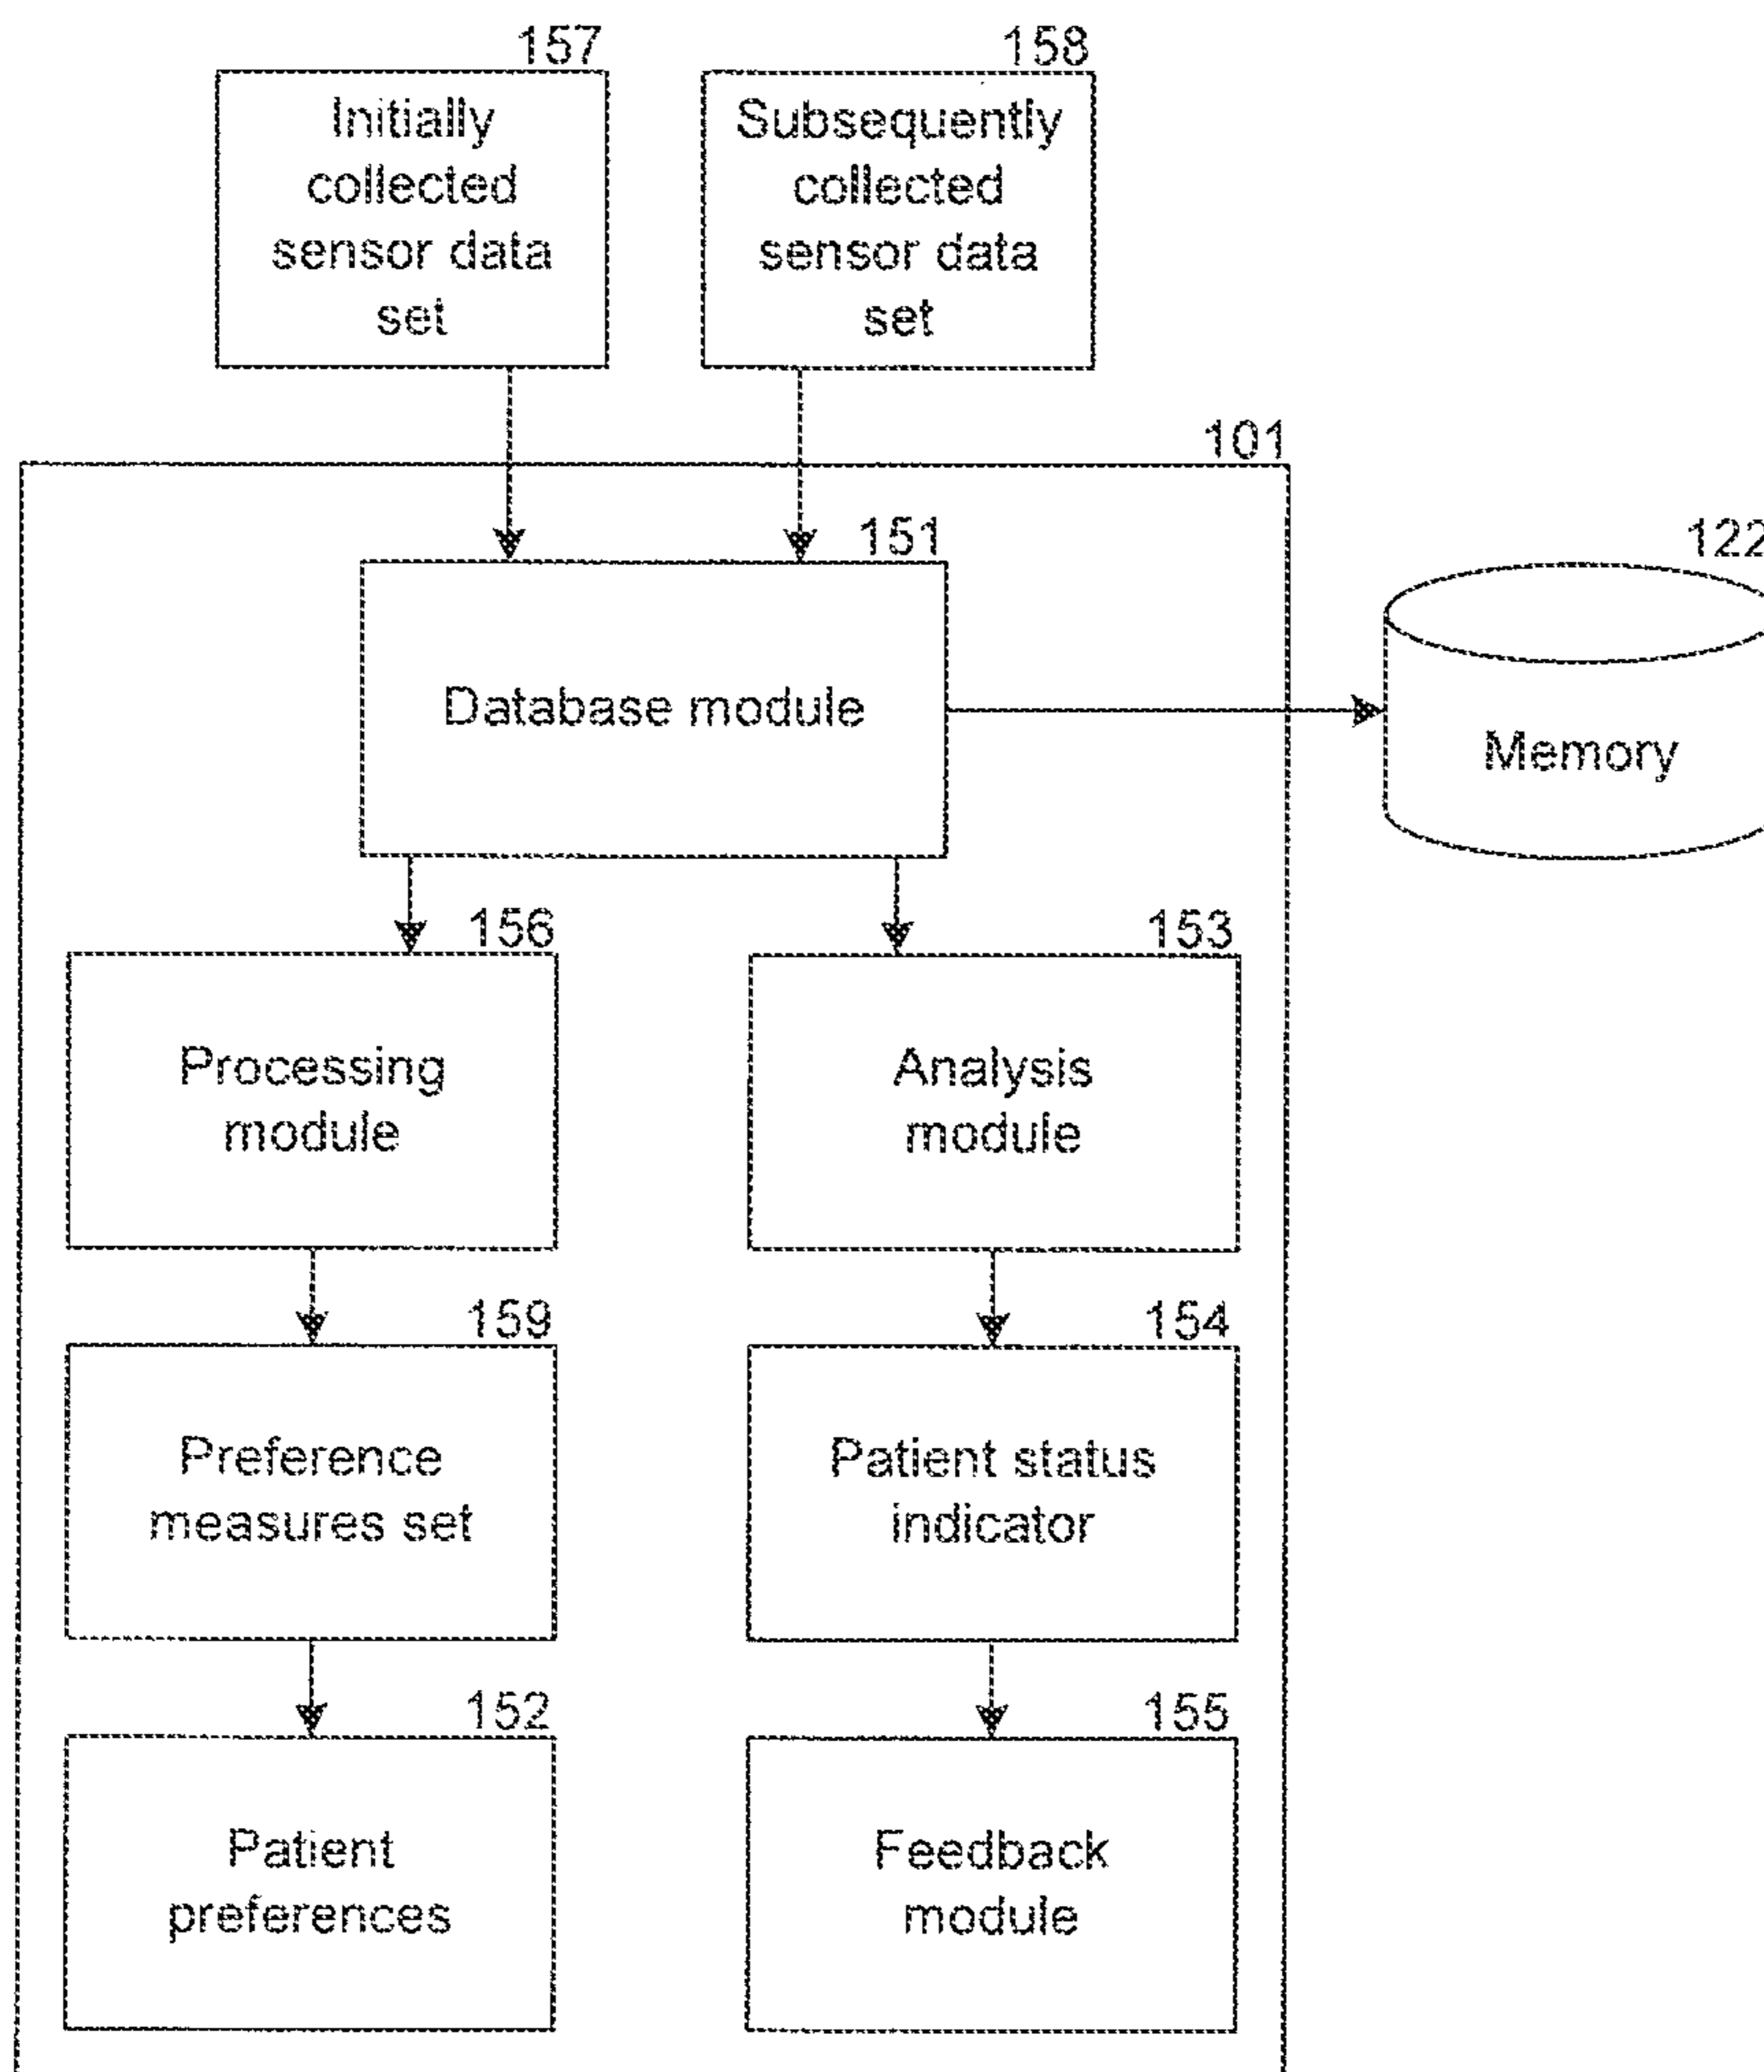 157
Initially
collected
sensor data
set
158
Subsequently
collected
sensor data
set
101
151
Database module
122
Memory
156
Processing
module
153
Analysis
module
159
Preference
measures set
154
Patient status
indicator
152
Patient
preferences
155
Feedback
module